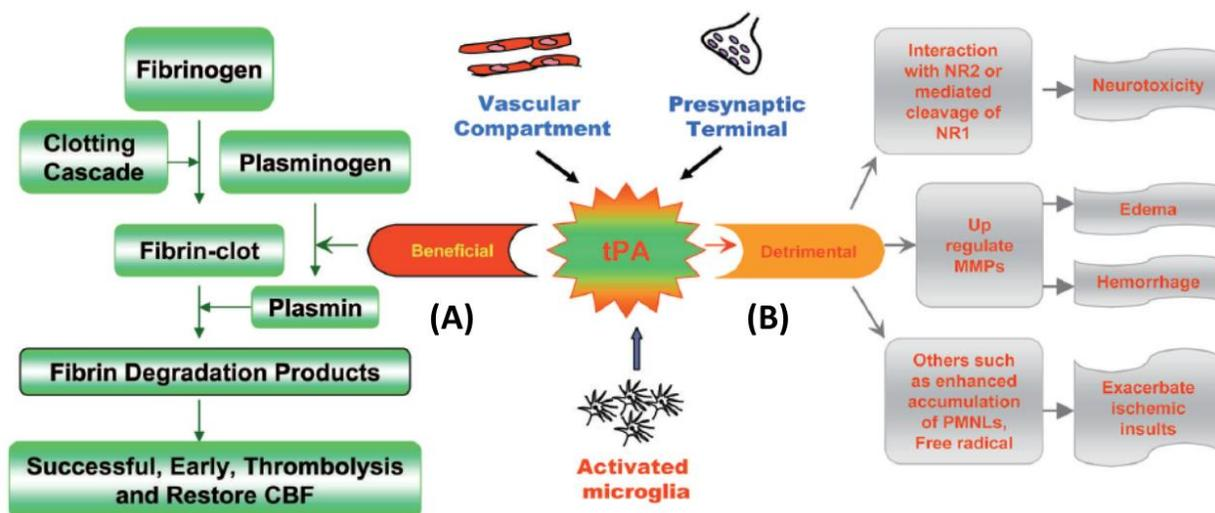 Fibrinogen
Clotting
Cascade
Plasminogen
Fibrin-clot
Plasmin
Fibrin Degradation Products
Successful, Early, Thrombolysis
and Restore CBF
Beneficial
(A)
Vascular
Compartment
Presynaptic
Terminal
tPA
Activated
microglia
Detrimental
(B)
Interaction
with NR2 or
mediated
cleavage of
NR1
Neurotoxicity
Up
regulate
MMPs
Edema
Hemorrhage
Others such
as enhanced
accumulation
of PMNLs,
Free radical
Exacerbate
ischemic
insults